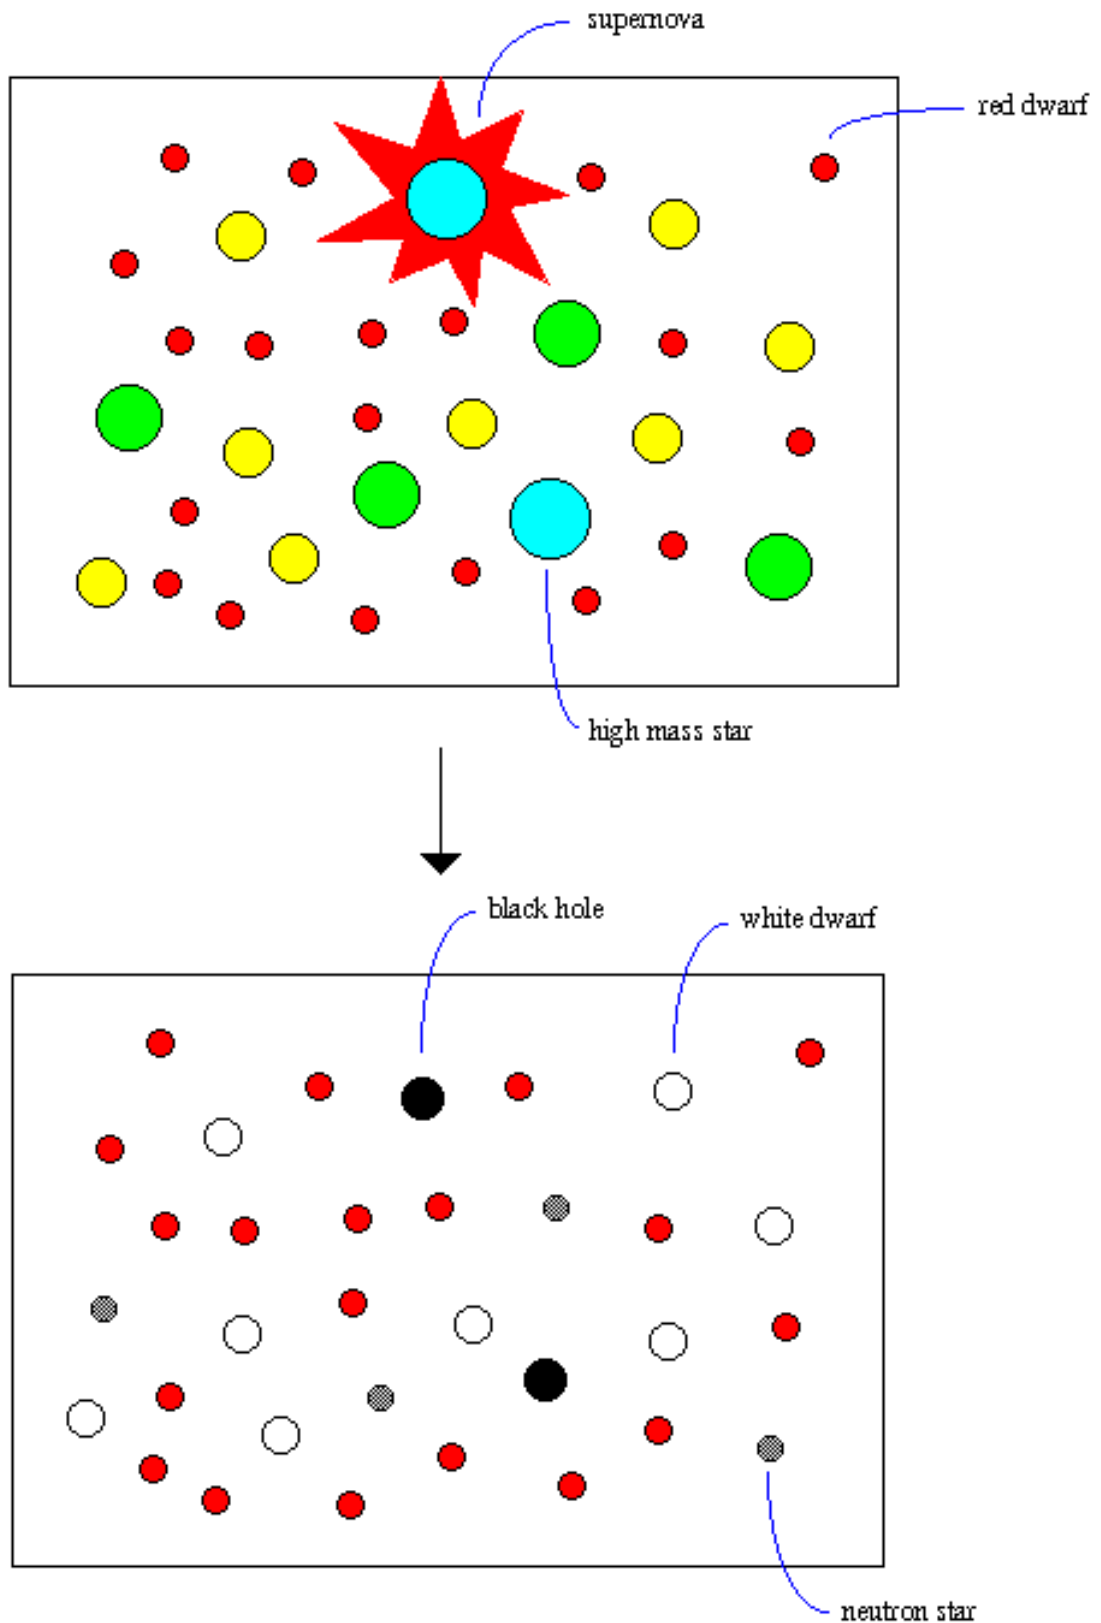 supernova
red dwarf
high mass star
black hole
white dwarf
neutron star